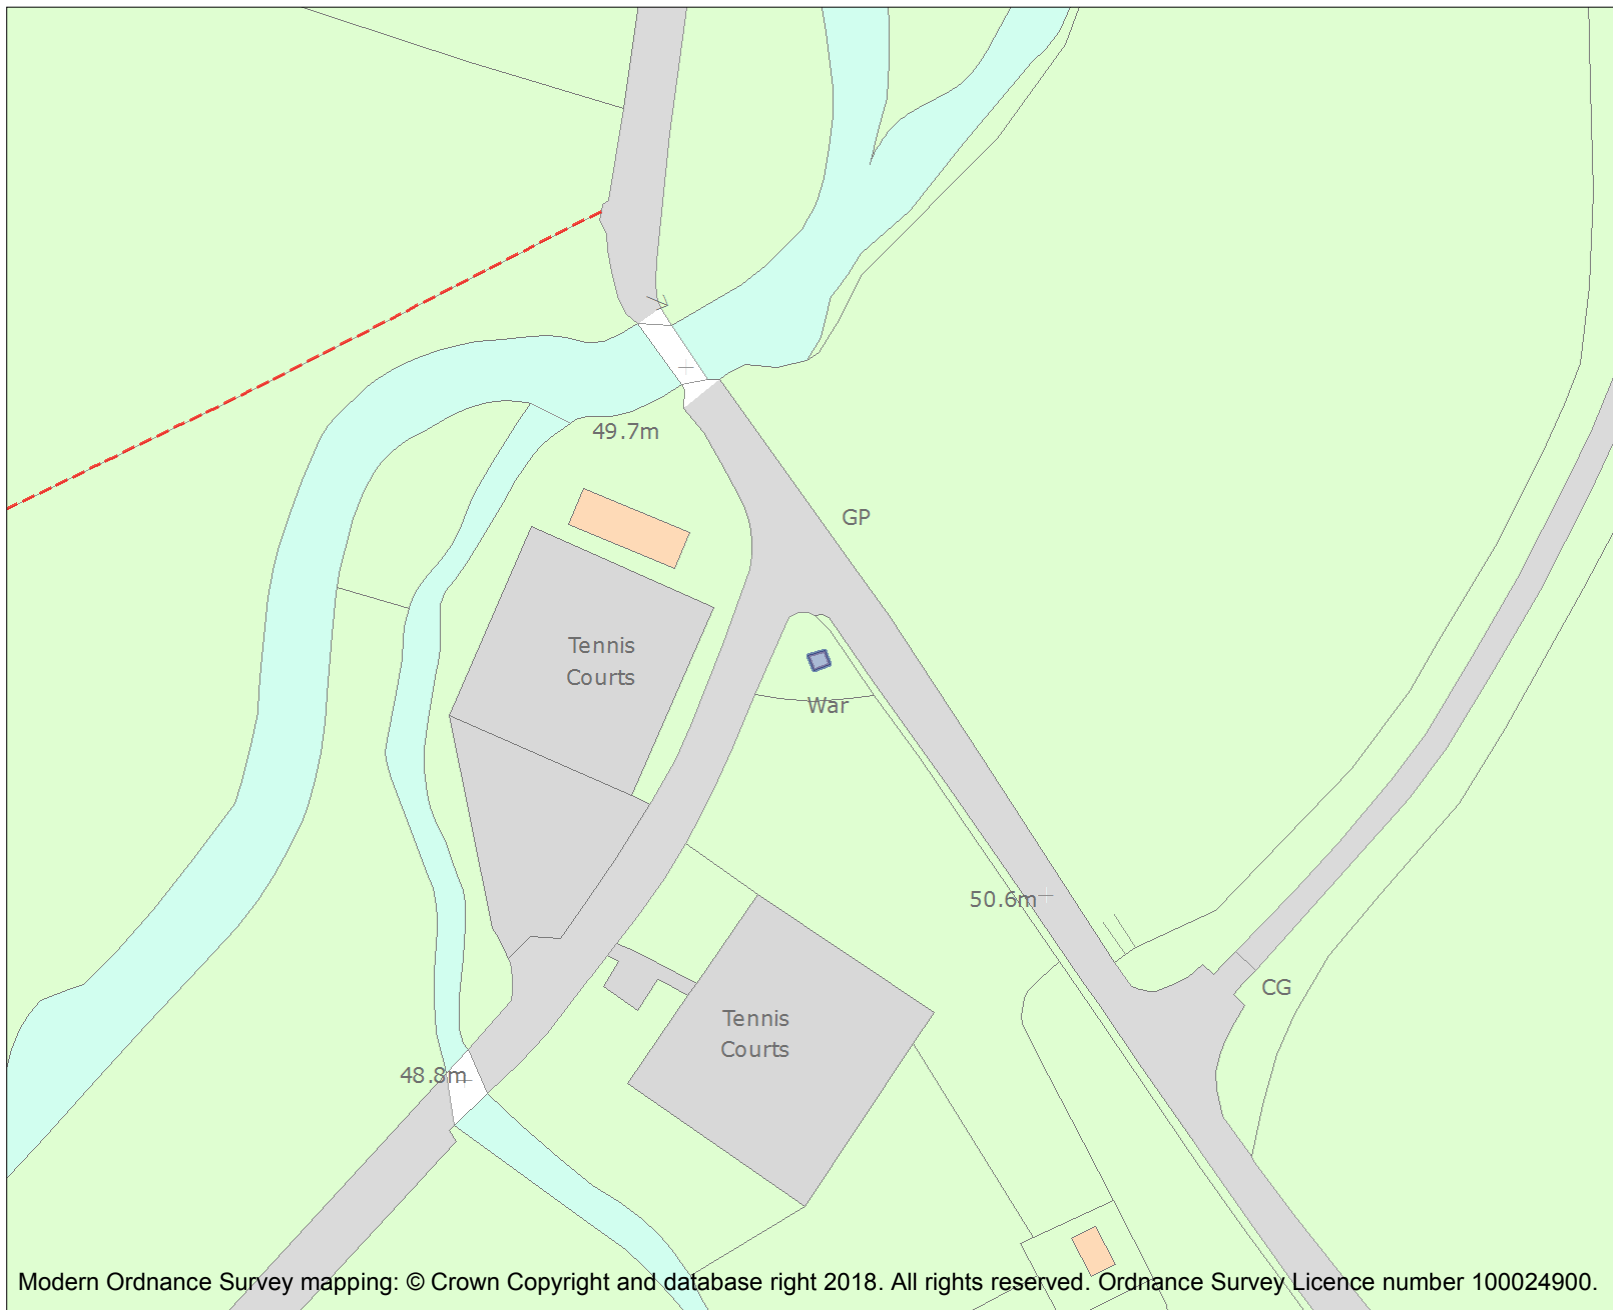 49.7m
GP
Tennis
Courts
War
50.6m
CG
Tennis
Courts
48.8m
Modern Ordnance Survey mapping: © Crown Copyright and database right 2018. All rights reserved. Ordnance Survey Licence number 100024900.